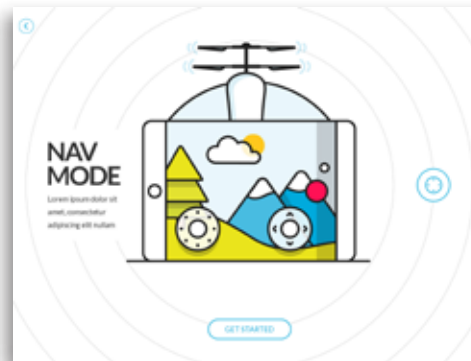 NAV
MODE
Lorem ipsum dolor sit
amet, consectetur
adipiscing elit nullam
GET STARTED